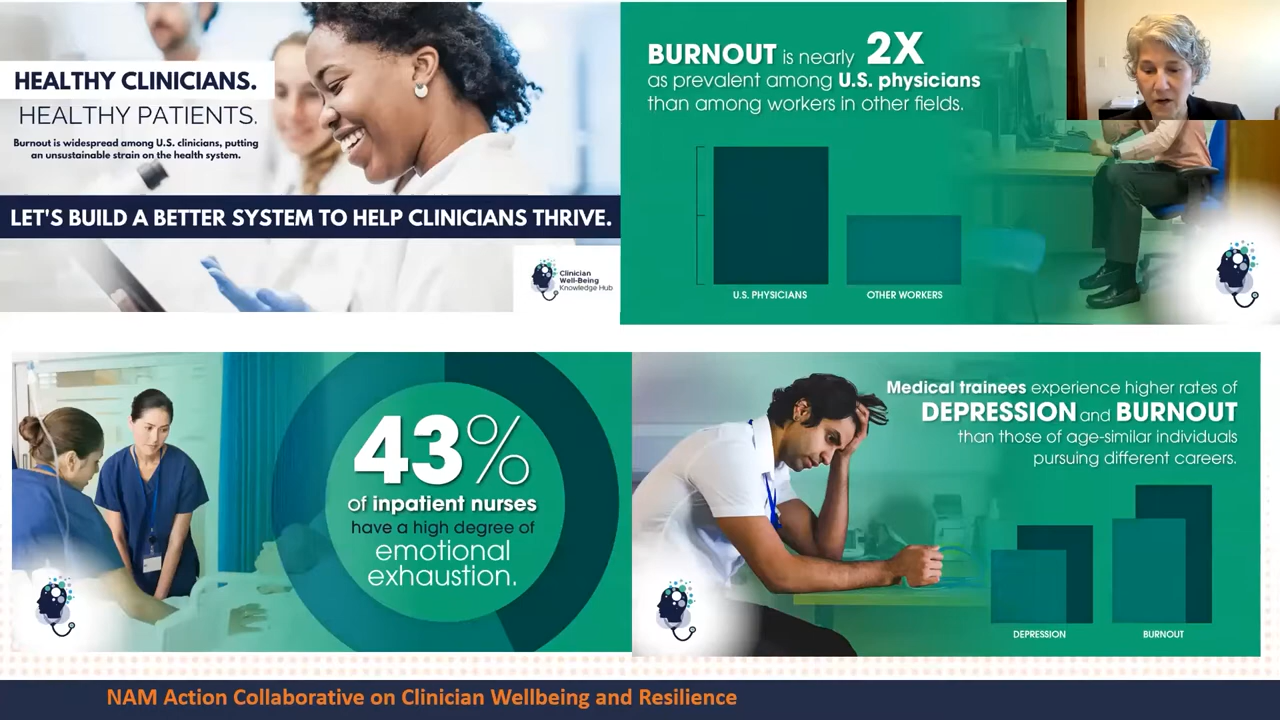 HEALTHY CLINICIANS.
HEALTHY PATIENTS.
Burnout is widespread among U.S. clinicians, putting
an unsustainable strain on the health system.
LET'S BUILD A BETTER SYSTEM TO HELP CLINICIANS THRIVE.
Clinician
Well-Being
Knowledge Hub
BURNOUT is nearly 2X
as prevalent among U.S. physicians
than among workers in other fields.
U.S. PHYSICIANS
OTHER WORKERS
43%
of inpatient nurses
have a high degree of
emotional
exhaustion.
Medical trainees experience higher rates of
DEPRESSION and BURNOUT
than those of age-similar individuals
pursuing different careers.
DEPRESSION
BURNOUT
NAM Action Collaborative on Clinician Wellbeing and Resilience